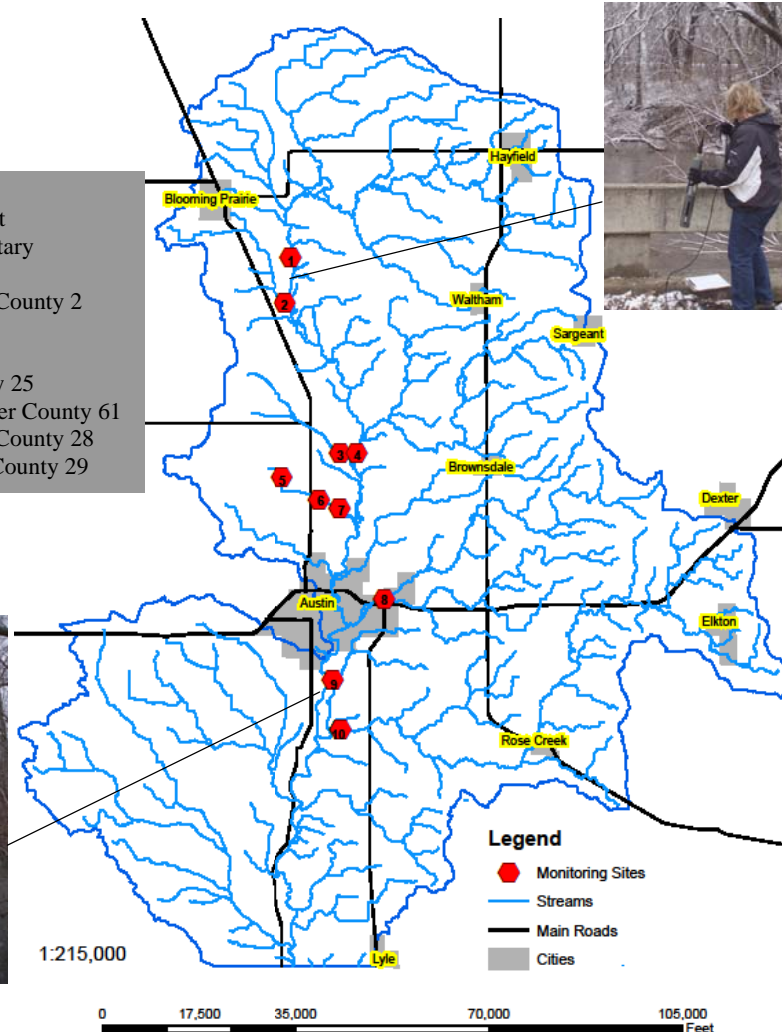 Hayfield
Blooming Prairie
t
tary
1
County 2
2
Waltham
Sargeant
y 25
er County 61
County 28
County 29
3 4
5
6
7
Brownsdale
Dexter
Austin
8
Elkton
9
10
Rose Creek
Legend
Monitoring Sites
Streams
Main Roads
Cities
1:215,000
Lyle
0 17,500 35,000 70,000 105,000
Feet